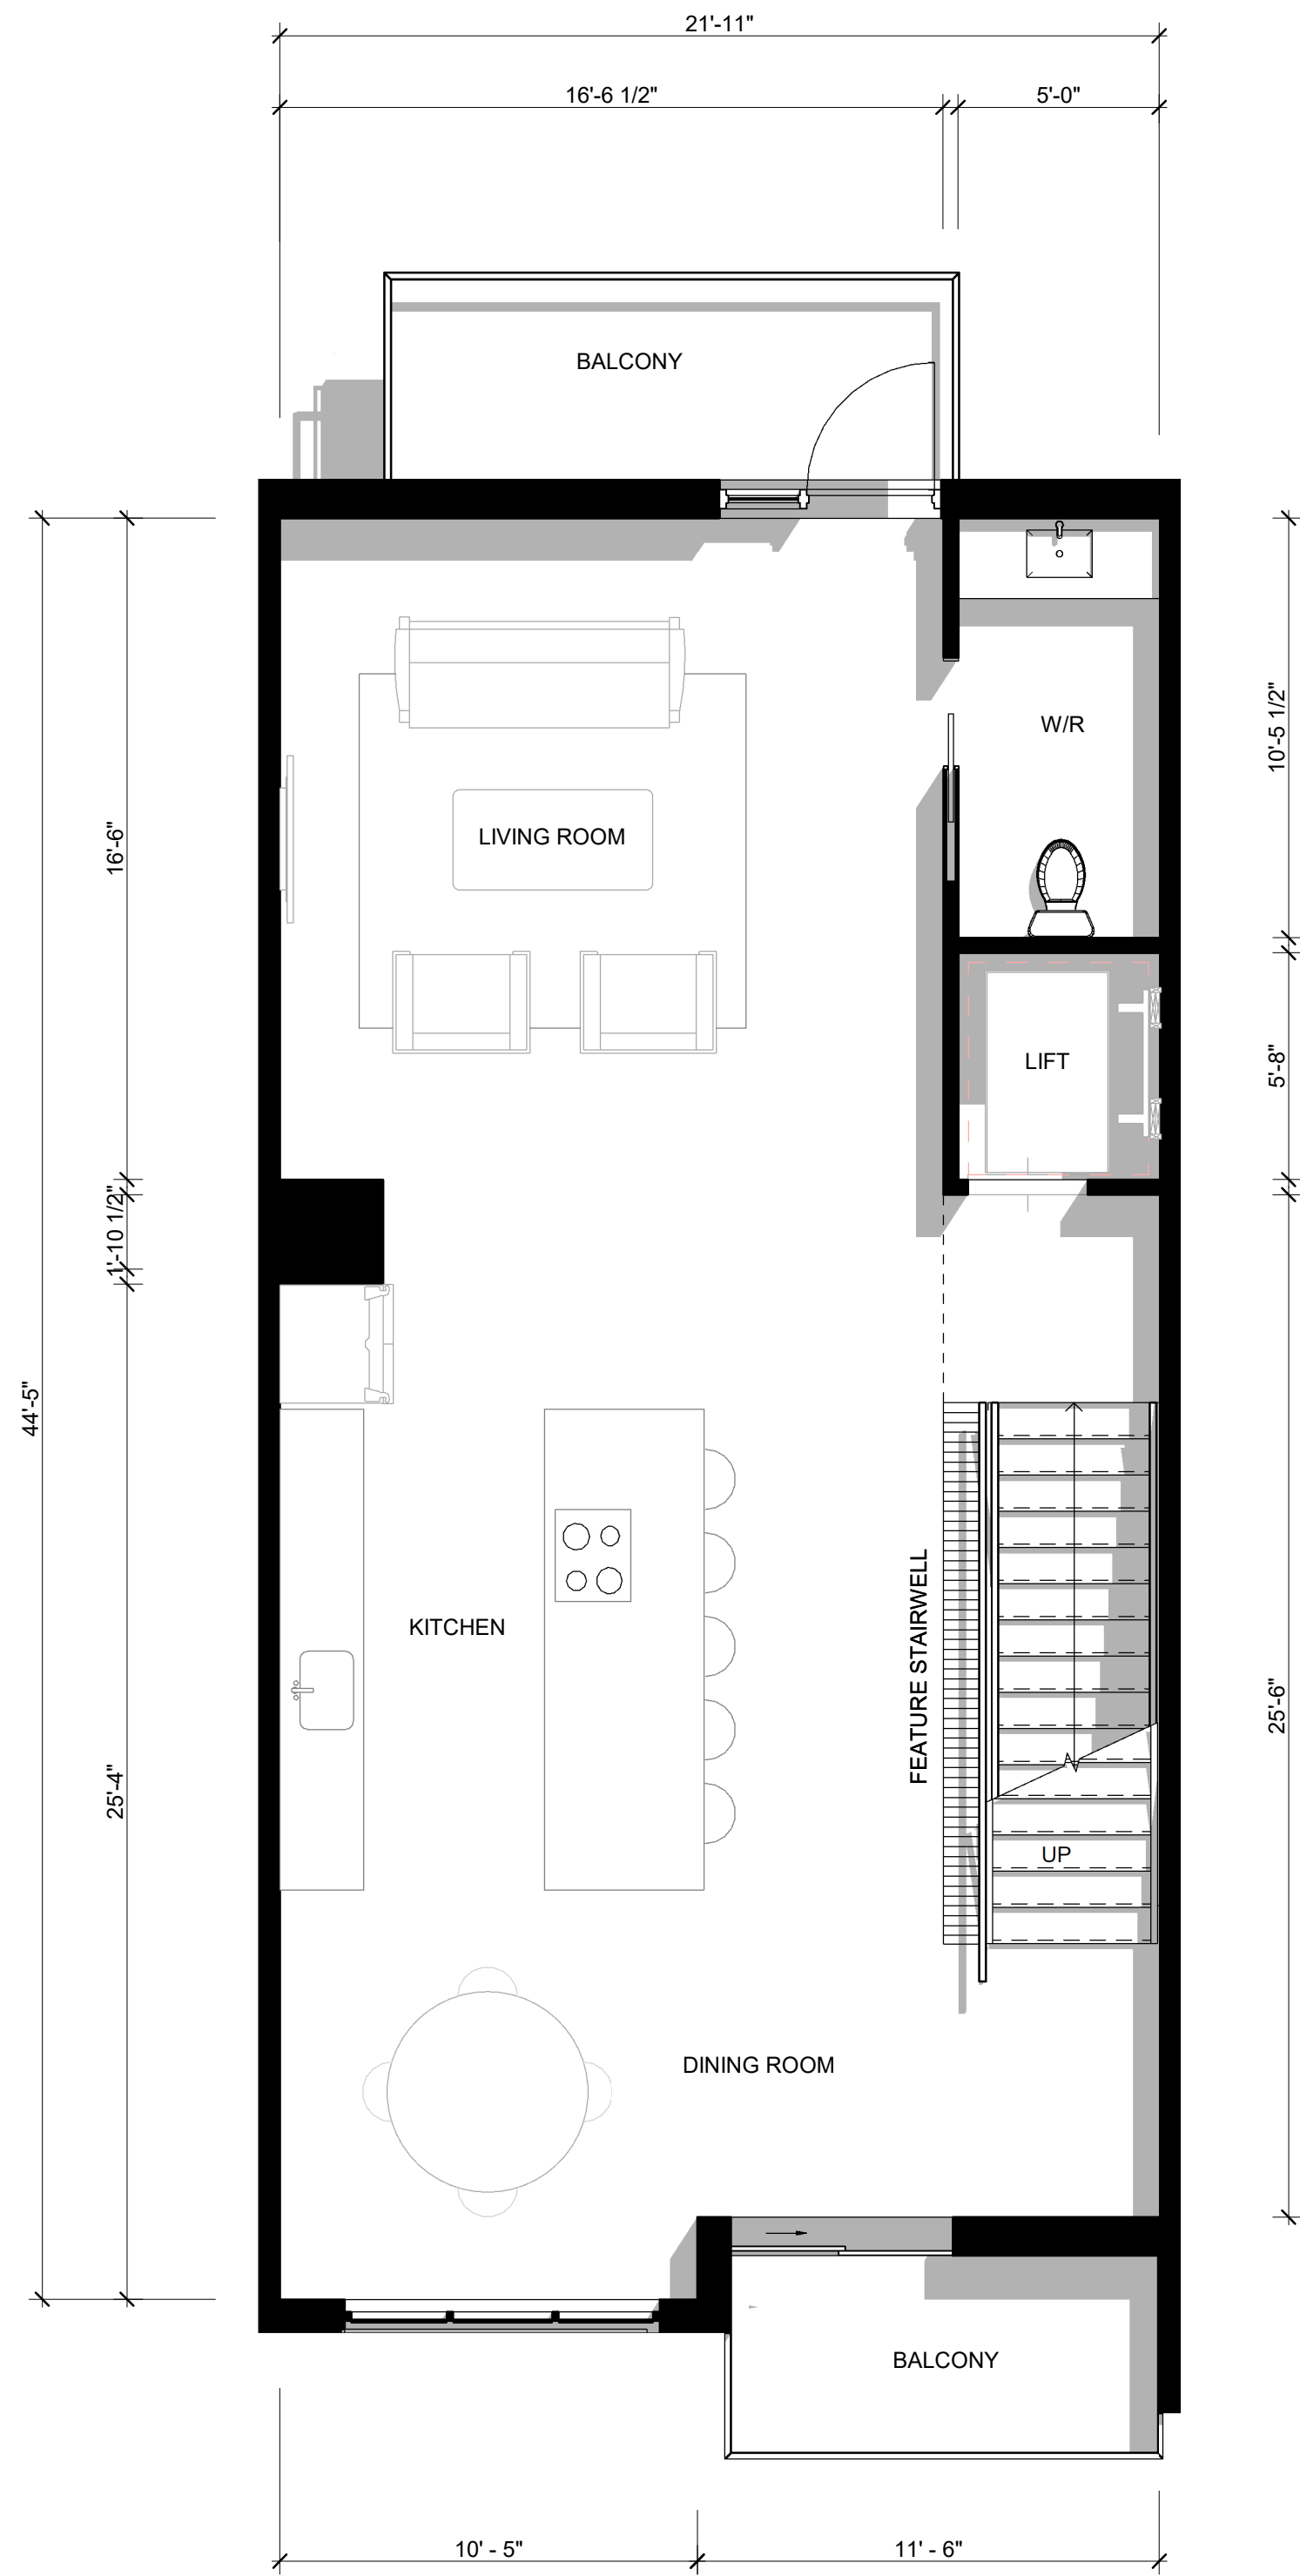 21'-11"
16'-6 1/2"
5'-0"
BALCONY
W/R
10'-5 1/2"
LIVING ROOM
16'-6"
LIFT
5'-8"
1'-10 1/2"
44'-5"
KITCHEN
FEATURE STAIRWELL
25'-6"
25'-4"
UP
DINING ROOM
BALCONY
10' - 5"
11' - 6"